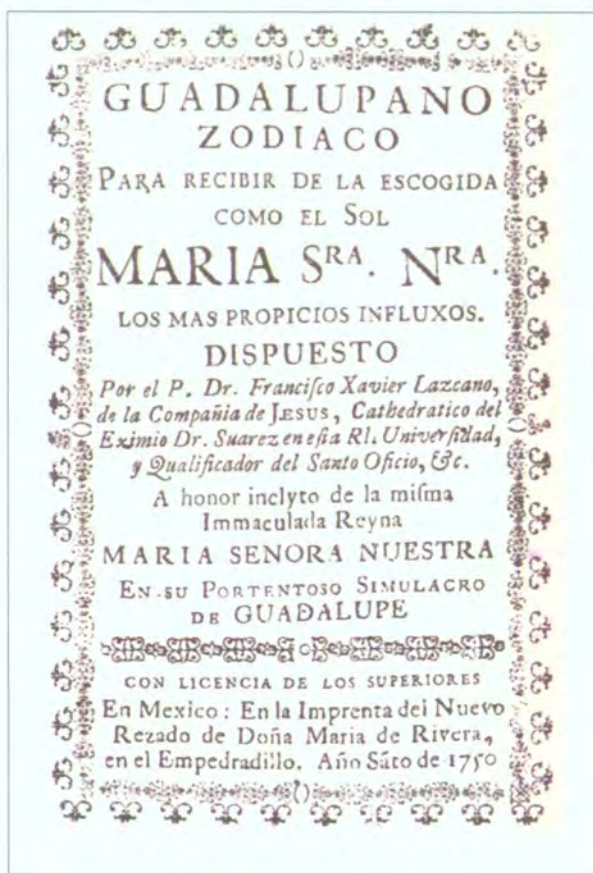 GUADALUPANO
ZODIACO
PARA RECIBIR DE LA ESCOGIDA
COMO EL SOL
MARIA SRA. NRA.
LOS MAS PROPICIOS INFLUXOS.
DISPUESTO
Por el P. Dr. Franciſco Xavier Lazcano,
de la Compañia de JESUS, Cathedratico del
Eximio Dr. Suarez en eſta Rl. Univerſidad,
y Qualificador del Santo Oficio, &c.
A honor inclyto de la miſma
Immaculada Reyna
MARIA SENORA NUESTRA
EN SU PORTENTOSO SIMULACRO
DE GUADALUPE
CON LICENCIA DE LOS SUPERIORES
En Mexico: En la Imprenta del Nuevo
Rezado de Doña Maria de Rivera,
en el Empedradillo. Año Sãto de 1750